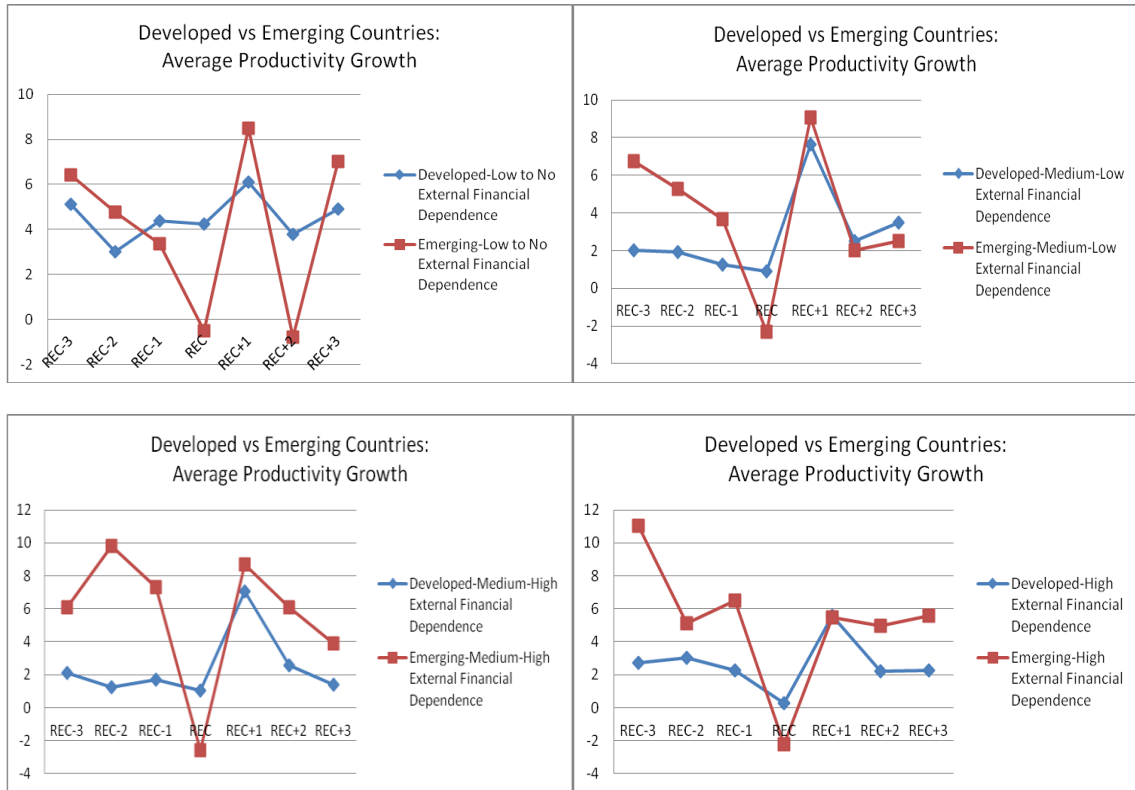 Developed vs Emerging Countries:
Average Productivity Growth
10
8
6
4
2
0
-2
REC-3
REC-2
REC-1
REC
REC+1
REC+2
REC+3
Developed-Low to No
External Financial
Dependence
Emerging-Low to No
External Financial
Dependence
Developed vs Emerging Countries:
Average Productivity Growth
10
8
6
4
2
0
-2
-4
REC-3
REC-2
REC-1
REC
REC+1
REC+2
REC+3
Developed-Medium-Low
External Financial
Dependence
Emerging-Medium-Low
External Financial
Dependence
Developed vs Emerging Countries:
Average Productivity Growth
12
10
8
6
4
2
0
-2
-4
REC-3
REC-2
REC-1
REC
REC+1
REC+2
REC+3
Developed-Medium-High
External Financial
Dependence
Emerging-Medium-High
External Financial
Dependence
Developed vs Emerging Countries:
Average Productivity Growth
12
10
8
6
4
2
0
-2
-4
REC-3
REC-2
REC-1
REC
REC+1
REC+2
REC+3
Developed-High
External Financial
Dependence
Emerging-High
External Financial
Dependence